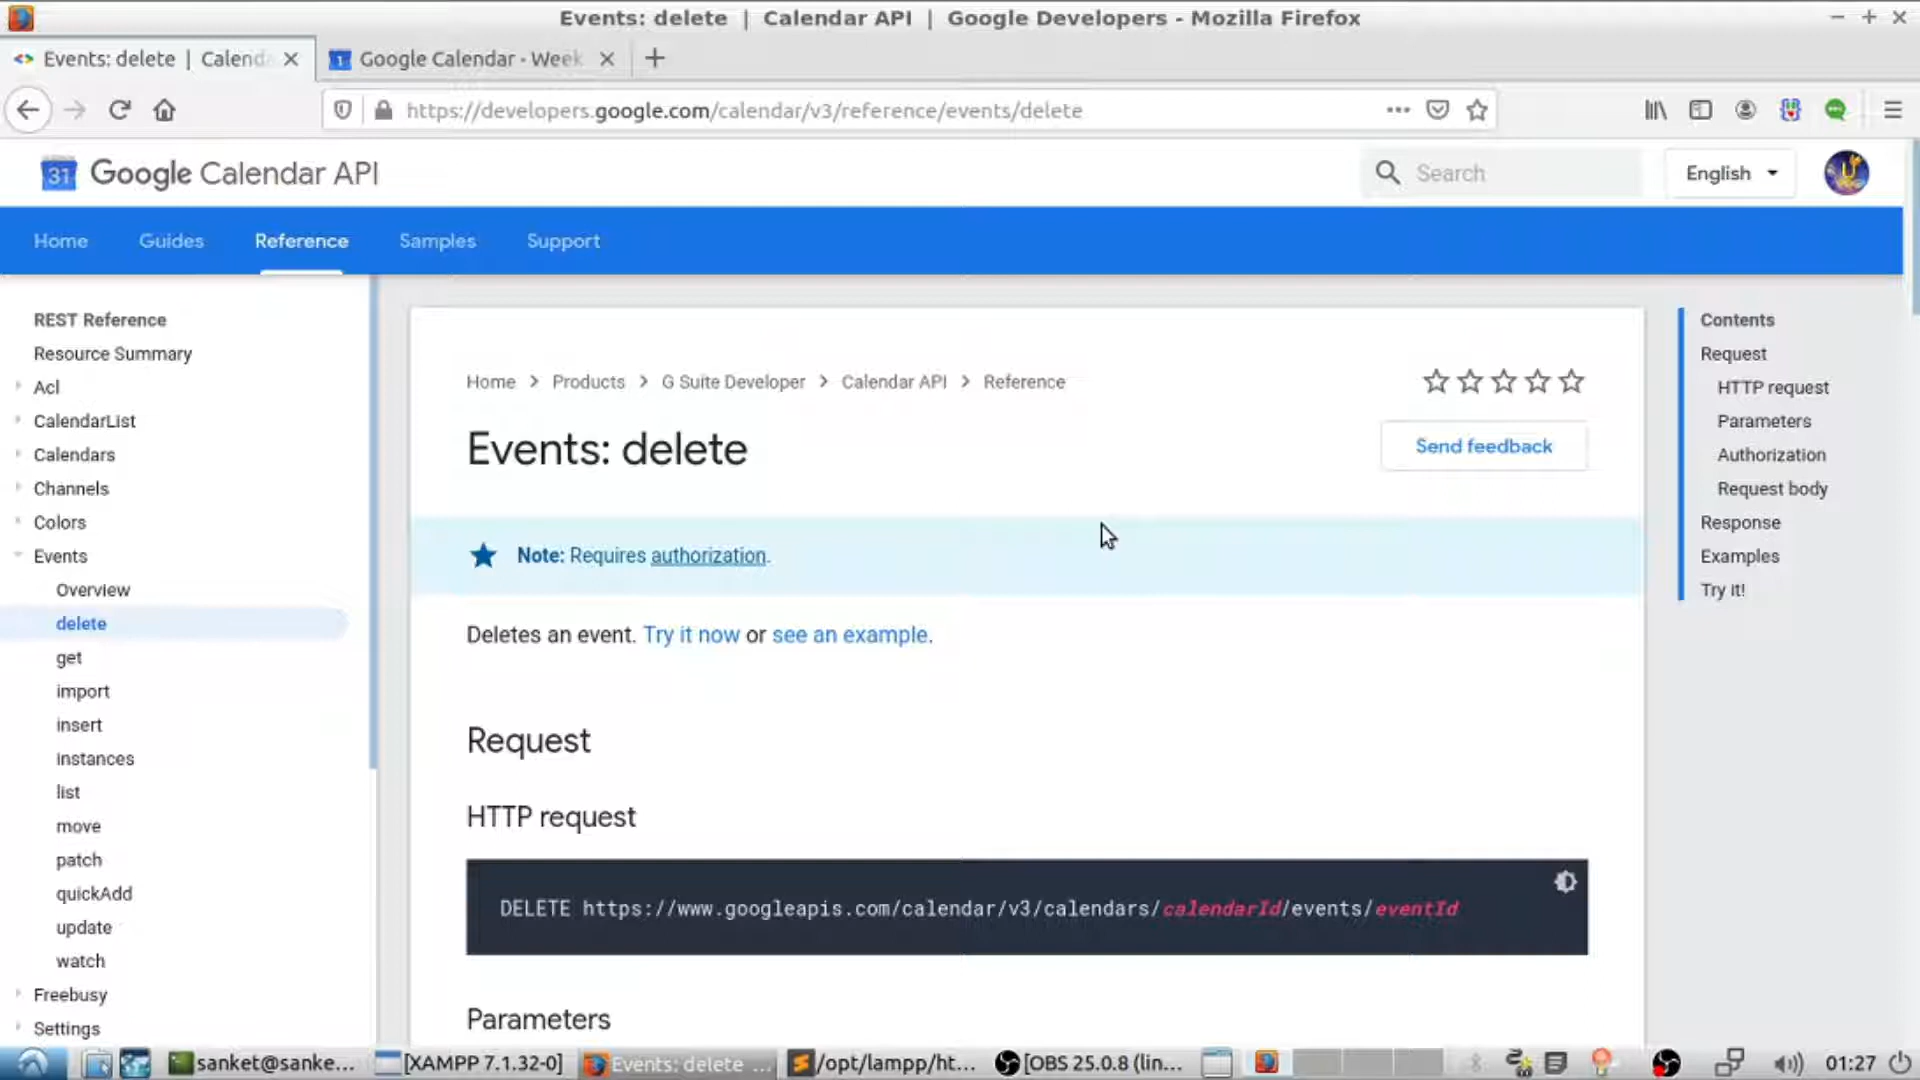 Events: delete | Calendar API | Google Developers - Mozilla Firefox
Events: delete | Calenda
Google Calendar - Week
https://developers.google.com/calendar/v3/reference/events/delete
31 Google Calendar API
Search
English
Home
Guides
Reference
Samples
Support
REST Reference
Resource Summary
Acl
CalendarList
Calendars
Channels
Colors
Events
Overview
delete
get
import
insert
instances
list
move
patch
quickAdd
update
watch
Freebusy
Settings
Home > Products > G Suite Developer > Calendar API > Reference
Events: delete
Send feedback
Note: Requires authorization.
Deletes an event. Try it now or see an example.
Request
HTTP request
DELETE https://www.googleapis.com/calendar/v3/calendars/calendarId/events/eventId
Parameters
Contents
Request
HTTP request
Parameters
Authorization
Request body
Response
Examples
Try it!
sanket@sanke...
[XAMPP 7.1.32-0]
Events: delete ...
/opt/lampp/ht...
[OBS 25.0.8 (lin...
01:27